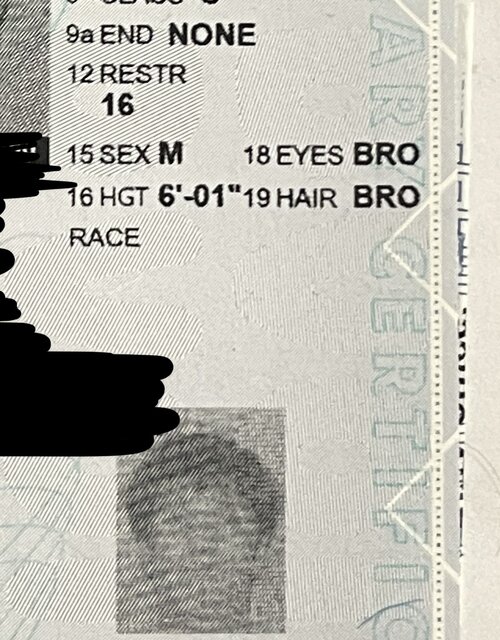 9a END NONE
12 RESTR
16
15 SEX M 18 EYES BRO
16 HGT 6'-01" 19 HAIR BRO
RACE